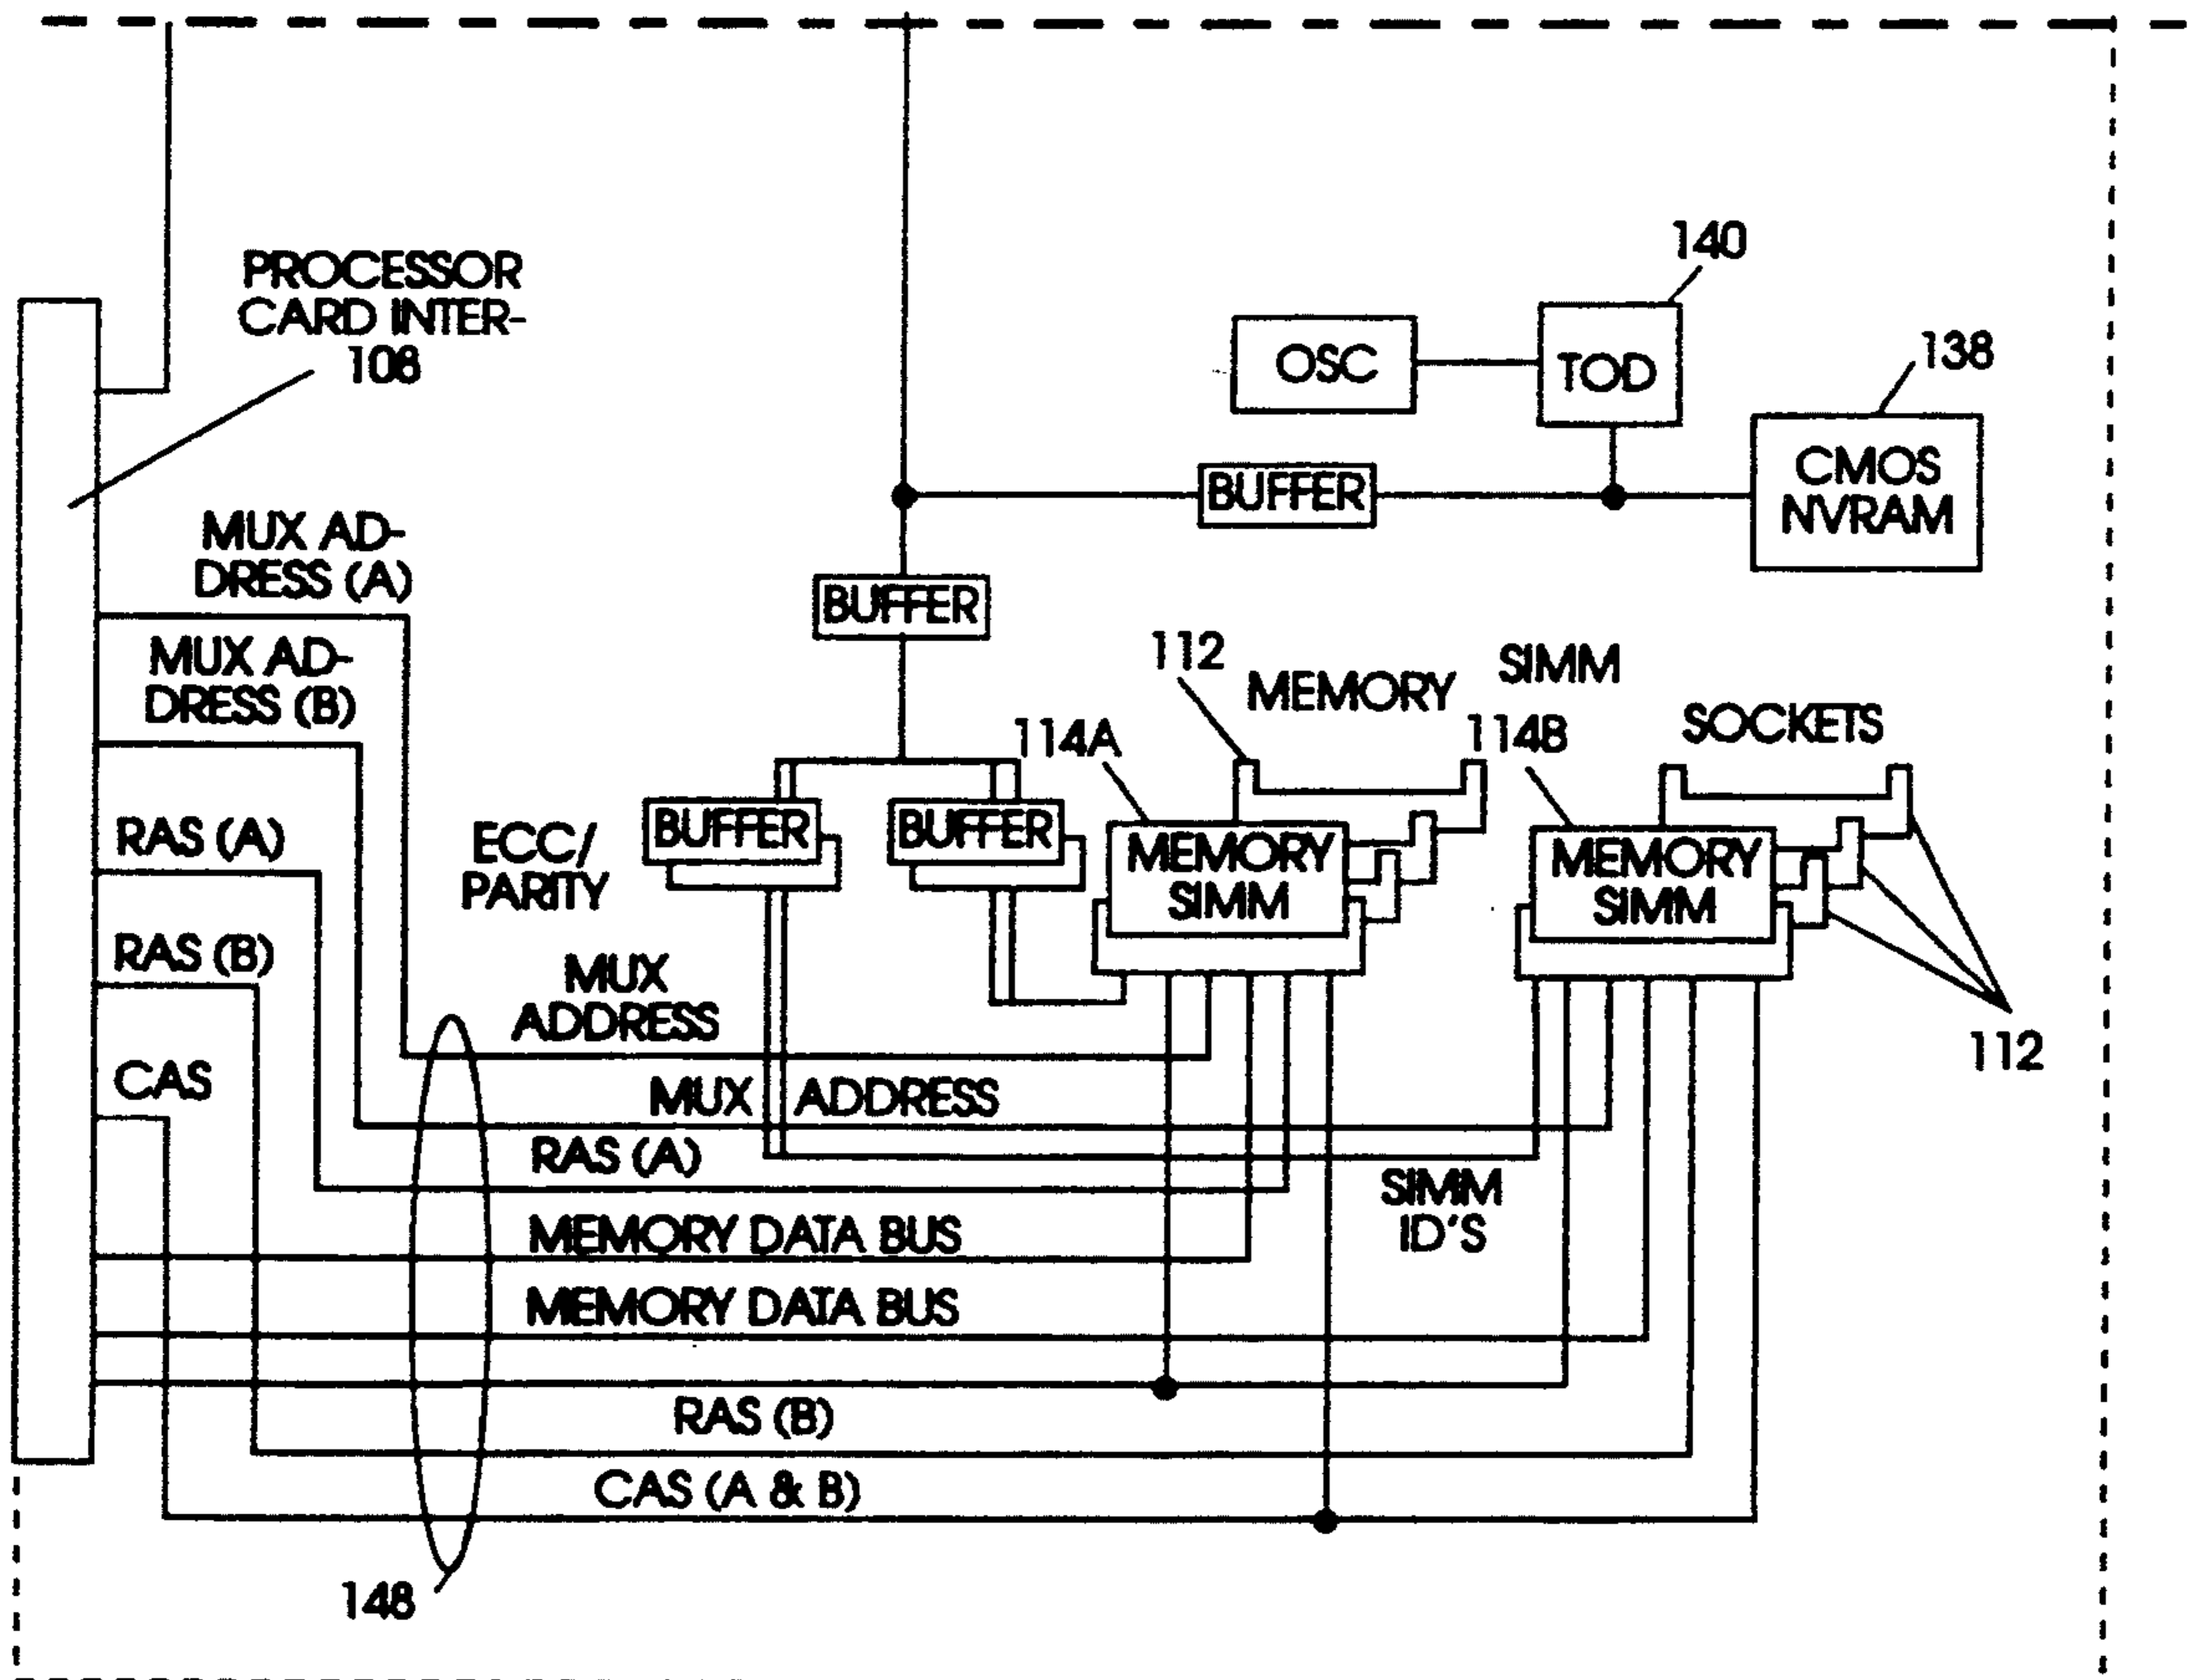 140
PROCESSOR
CARD INTER-
108
138
OSC
TOD
CMOS
NVRAM
BUFFER
MUX AD-
DRESS (A)
BUFFER
MUX AD-
DRESS (B)
112
MEMORY
SIMM
SOCKETS
114A
114B
RAS (A)
ECC/
PARITY
BUFFER
BUFFER
MEMORY
SIMM
MEMORY
SIMM
RAS (B)
MUX
ADDRESS
112
CAS
MUX ADDRESS
RAS (A)
SIMM
ID'S
MEMORY DATA BUS
MEMORY DATA BUS
RAS (B)
CAS (A & B)
148